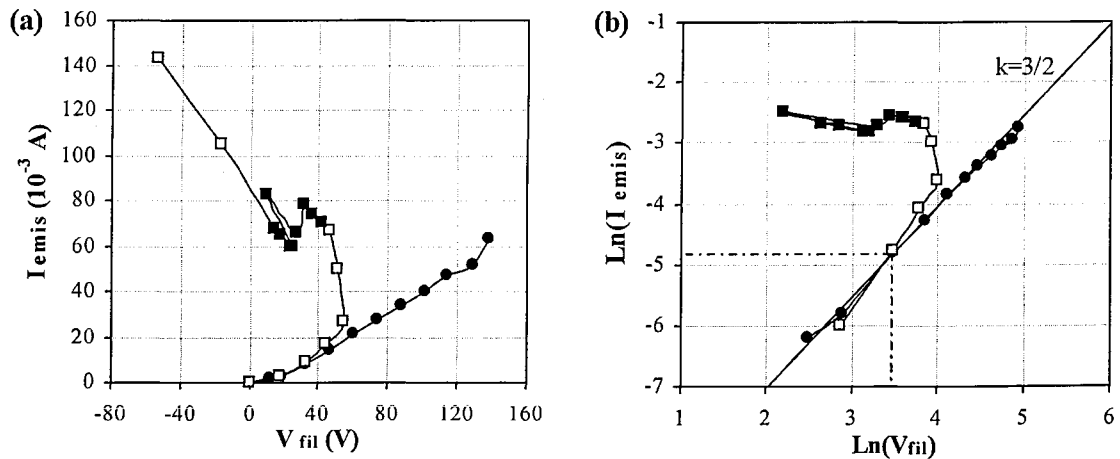 (a)
160
140
120
100
80
60
40
20
0
I emis (10⁻³ A)
-80 -40 0 40 80 120 160
V fil (V)
(b)
-1
-2
-3
-4
-5
-6
-7
Ln(I emis)
k=3/2
1 2 3 4 5 6
Ln(Vfil)